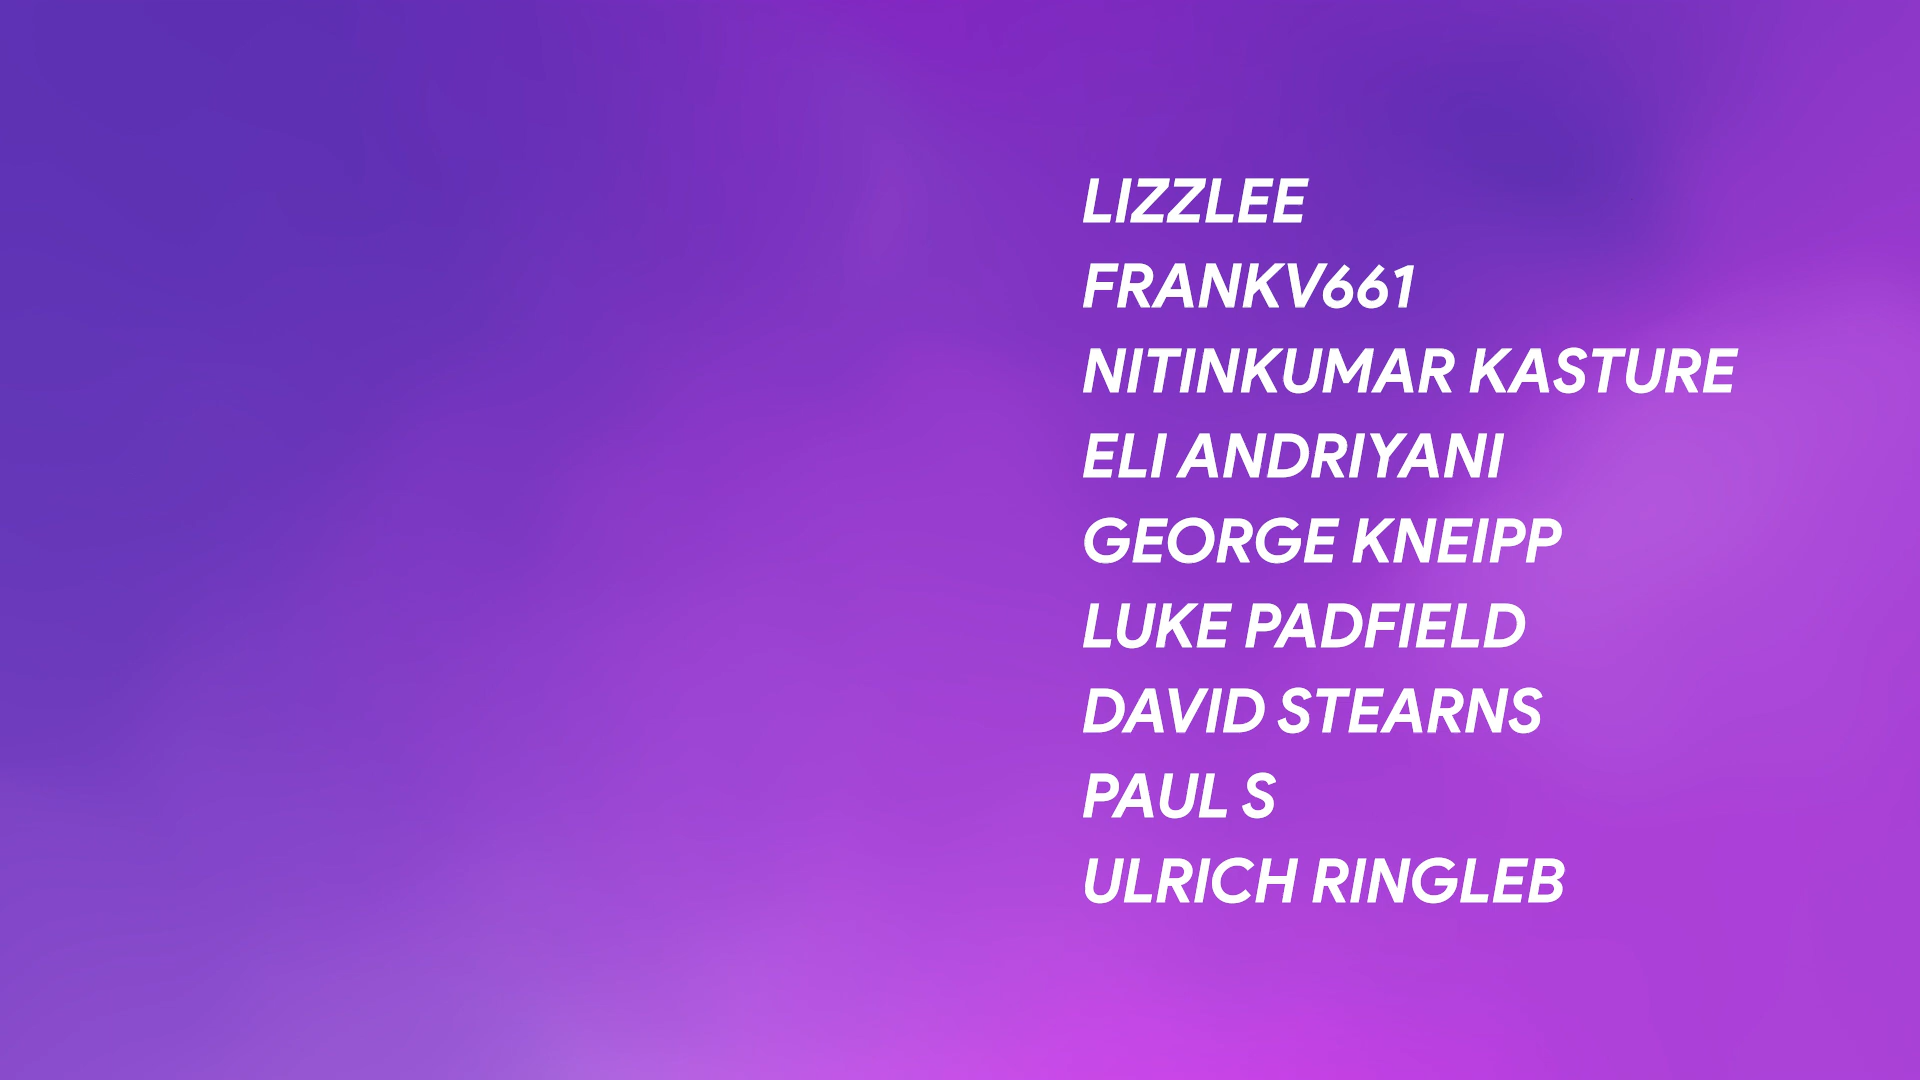 LIZZLEE
FRANKV661
NITINKUMAR KASTURE
ELI ANDRIYANI
GEORGE KNEIPP
LUKE PADFIELD
DAVID STEARNS
PAUL S
ULRICH RINGLEB